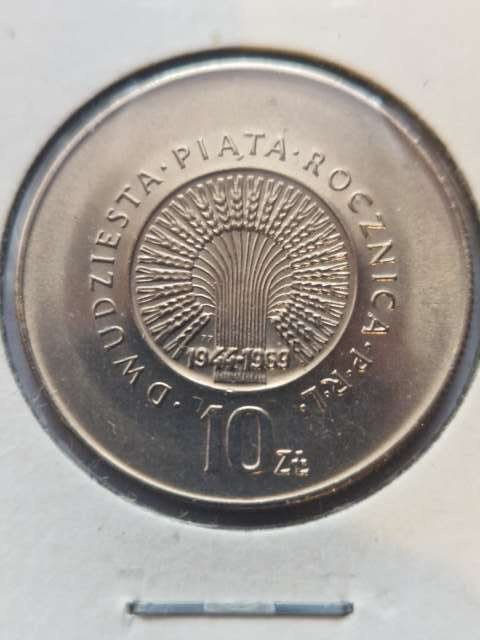 DWUDZIESTA·PIĄTA·ROCZNICA·P·R·L·
1944-1969
10 ZŁ